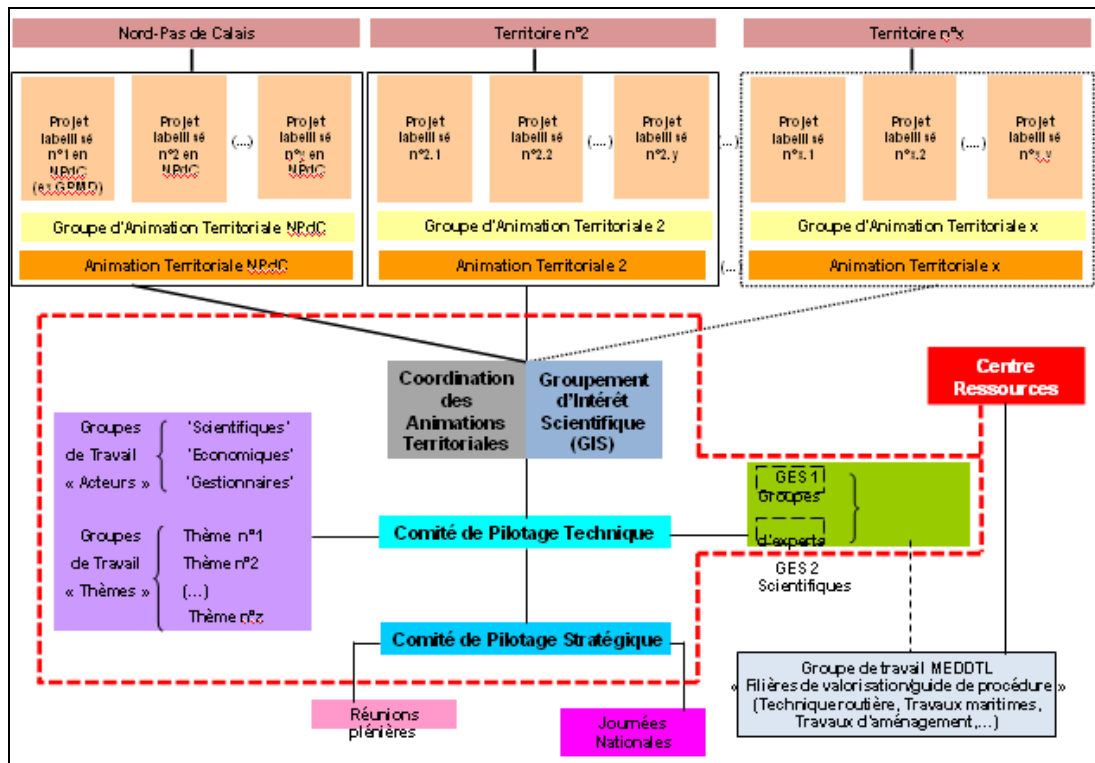 Nord-Pas de Calais
Territoire n°2
Territoire n°x
Projet
labellisé
n°1 en
NPdC
(ex GPMD)
Projet
labellisé
n°2 en
NPdC
(...)
Projet
labellisé
en
NPdC
Projet
labellisé
n°2.1
Projet
labellisé
n°2.2
(....)
Projet
labellisé
n°2.y
(...)
Projet
labellisé
n°x.1
Projet
labellisé
n°x.2
(....)
Projet
labellisé
n°x.y
Groupe d'Animation Territoriale NPdC
Groupe d'Animation Territoriale 2
Groupe d'Animation Territoriale x
Animation Territoriale NPdC
Animation Territoriale 2
(...)
Animation Territoriale x
Coordination
des
Animations
Territoriales
Groupement
d'Intérêt
Scientifique
(GIS)
Centre
Ressources
Groupes
de Travail
« Acteurs »
'Scientifiques'
'Economiques'
'Gestionnaires'
Groupes
de Travail
« Thèmes »
Thème n°1
Thème n°2
(...)
Thème n°z
Comité de Pilotage Technique
GES 1
Groupes
d'experts
GES 2
Scientifiques
Comité de Pilotage Stratégique
Réunions
plénières
Journées
Nationales
Groupe de travail MEDDTL
« Filières de valorisation/guide de procédure »
(Technique routière, Travaux maritimes,
Travaux d'aménagement,...)